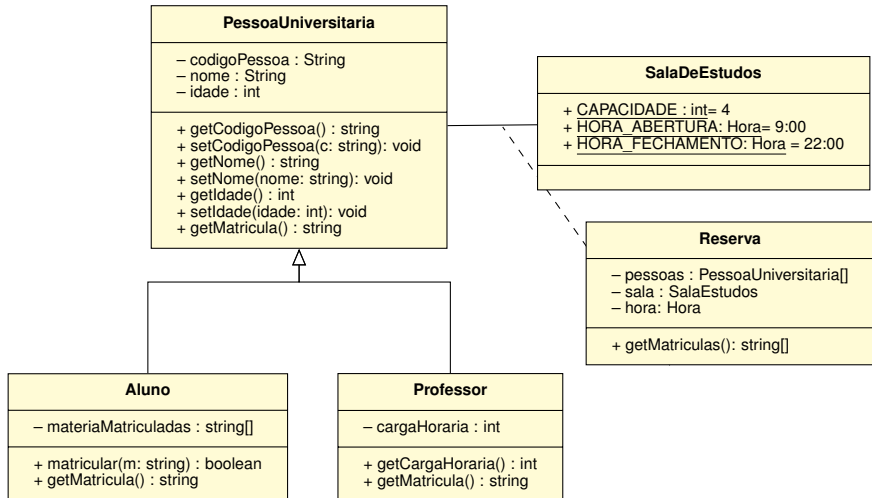 PessoaUniversitaria
– codigoPessoa : String
– nome : String
– idade : int
+ getCodigoPessoa() : string
+ setCodigoPessoa(c: string): void
+ getNome() : string
+ setNome(nome: string): void
+ getIdade() : int
+ setIdade(idade: int): void
+ getMatricula() : string
SalaDeEstudos
+ CAPACIDADE : int= 4
+ HORA_ABERTURA: Hora= 9:00
+ HORA_FECHAMENTO: Hora = 22:00
Reserva
– pessoas : PessoaUniversitaria[]
– sala : SalaEstudos
– hora: Hora
+ getMatriculas(): string[]
Aluno
– materiaMatriculadas : string[]
+ matricular(m: string) : boolean
+ getMatricula() : string
Professor
– cargaHoraria : int
+ getCargaHoraria() : int
+ getMatricula() : string